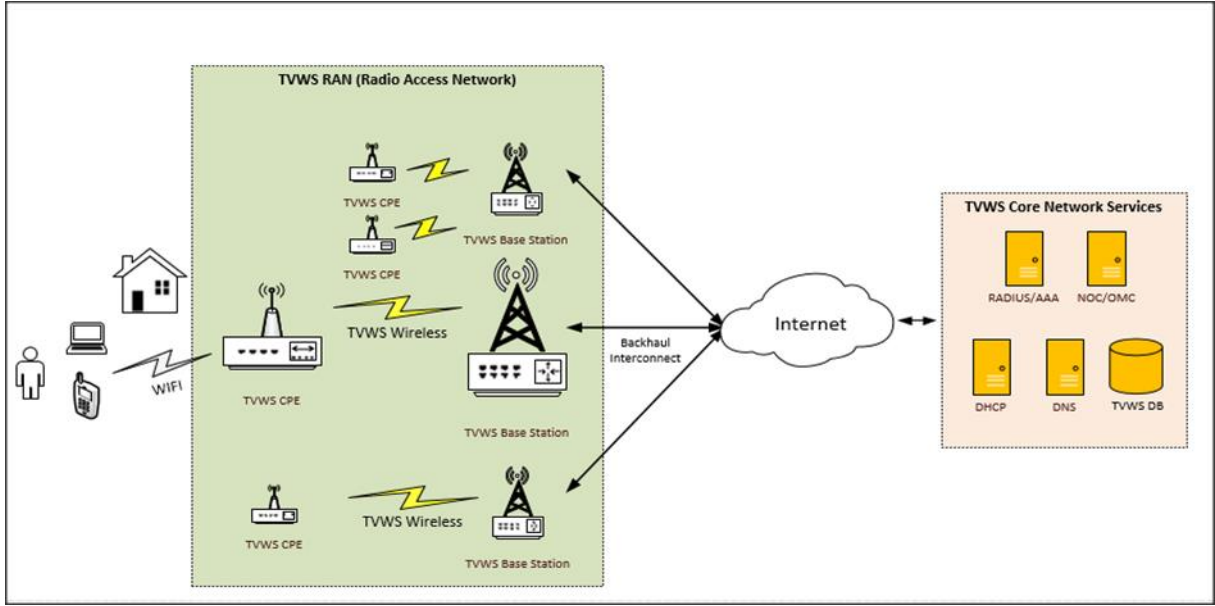 TVWS RAN (Radio Access Network)
TVWS CPE
TVWS Base Station
TVWS CPE
TVWS Wireless
TVWS CPE
TVWS Base Station
WIFI
TVWS CPE
TVWS Wireless
TVWS Base Station
Backhaul
Interconnect
Internet
TVWS Core Network Services
RADIUS/AAA
NOC/OMC
DHCP
DNS
TVWS DB